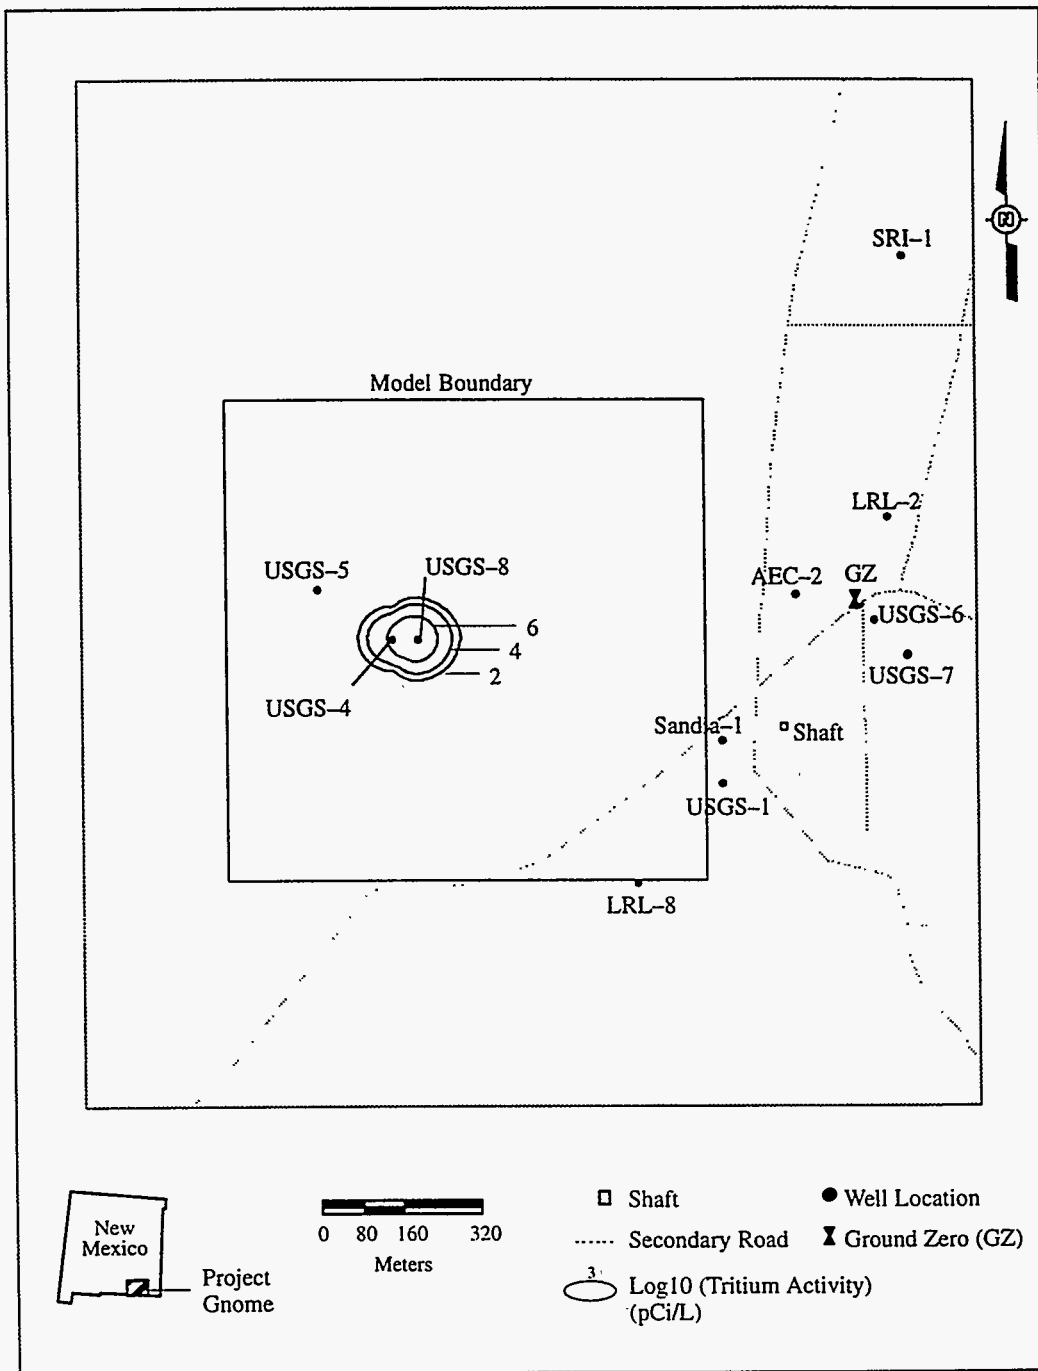 N
SRI–1
Model Boundary
LRL–2
USGS–5
USGS–8
AEC–2
GZ
6
USGS–6
4
2
USGS–7
USGS–4
Sandia–1
Shaft
USGS–1
LRL–8
New
Mexico
Project
Gnome
0 80 160 320
Meters
Shaft
Well Location
Secondary Road
Ground Zero (GZ)
3
Log10 (Tritium Activity)
(pCi/L)